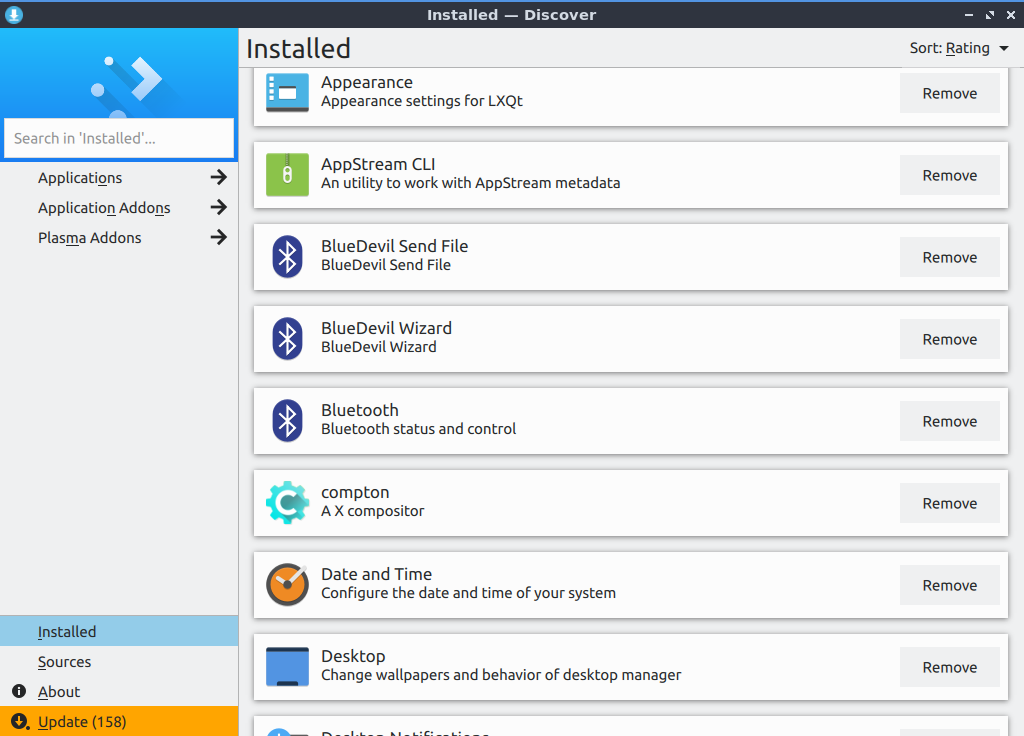 Installed — Discover
Search in 'Installed'...
Applications
Application Addons
Plasma Addons
Installed
Sources
About
Update (158)
Installed
Sort: Rating
Appearance
Appearance settings for LXQt
Remove
AppStream CLI
An utility to work with AppStream metadata
Remove
BlueDevil Send File
BlueDevil Send File
Remove
BlueDevil Wizard
BlueDevil Wizard
Remove
Bluetooth
Bluetooth status and control
Remove
compton
A X compositor
Remove
Date and Time
Configure the date and time of your system
Remove
Desktop
Change wallpapers and behavior of desktop manager
Remove
Desktop Notifications